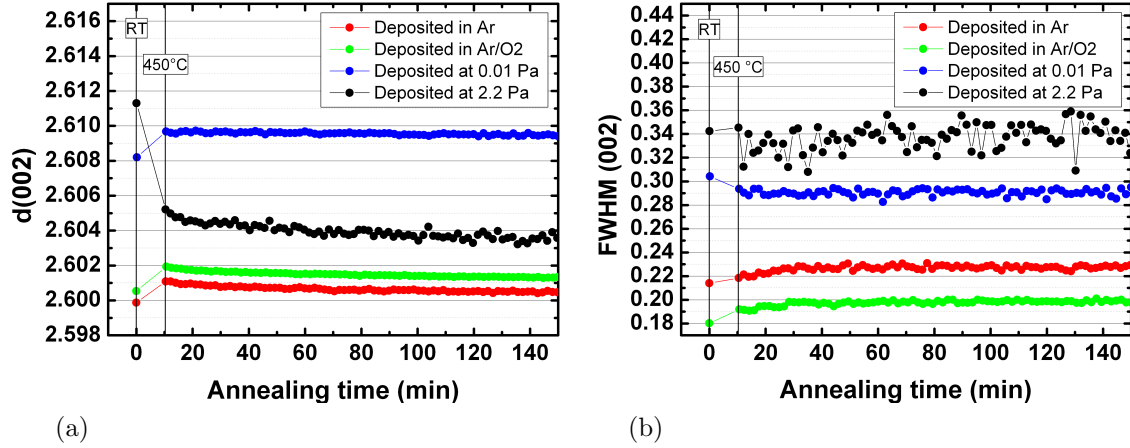 2.616
2.614
2.612
2.610
2.608
2.606
2.604
2.602
2.600
2.598
d(002)
RT
450°C
Deposited in Ar
Deposited in Ar/O2
Deposited at 0.01 Pa
Deposited at 2.2 Pa
0 20 40 60 80 100 120 140
Annealing time (min)
(a)
0.44
0.42
0.40
0.38
0.36
0.34
0.32
0.30
0.28
0.26
0.24
0.22
0.20
0.18
FWHM (002)
RT
450 °C
Deposited in Ar
Deposited in Ar/O2
Deposited at 0.01 Pa
Deposited at 2.2 Pa
0 20 40 60 80 100 120 140
Annealing time (min)
(b)